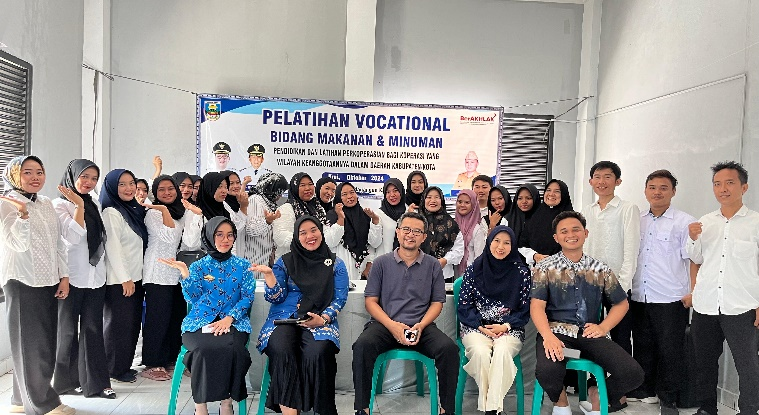 PELATIHAN VOCATIONAL
BerAKHLAK
BIDANG MAKANAN & MINUMAN
PENDIDIKAN DAN LATIHAN PERKOPERASIAN BAGI KOPERASI YANG
WILAYAH KEANGGOTAANNYA DALAM DAERAH KABUPATEN/KOTA
Oktober 2024